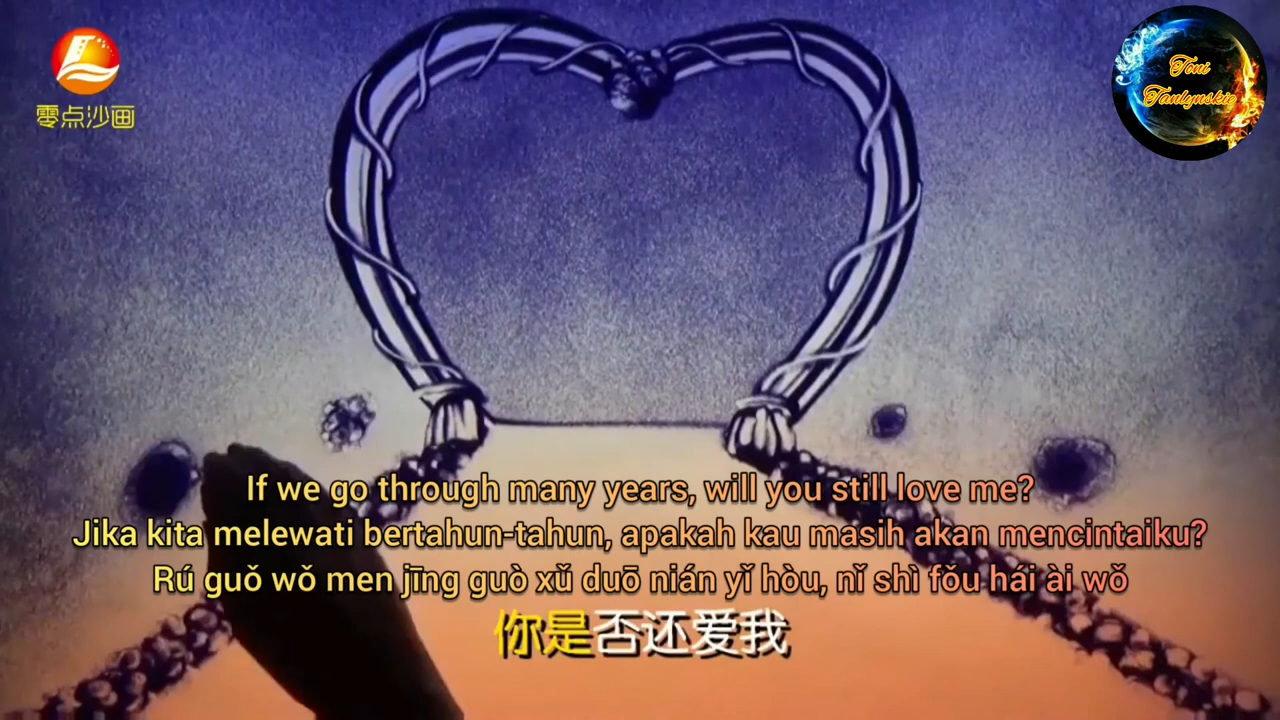 零点沙画
Toni
Tanlynskie
If we go through many years, will you still love me?
Jika kita melewati bertahun-tahun, apakah kau masih akan mencintaiku?
Rú guǒ wǒ men jīng guò xǔ duō nián yǐ hòu, nǐ shì fǒu hái ài wǒ
你是否还爱我